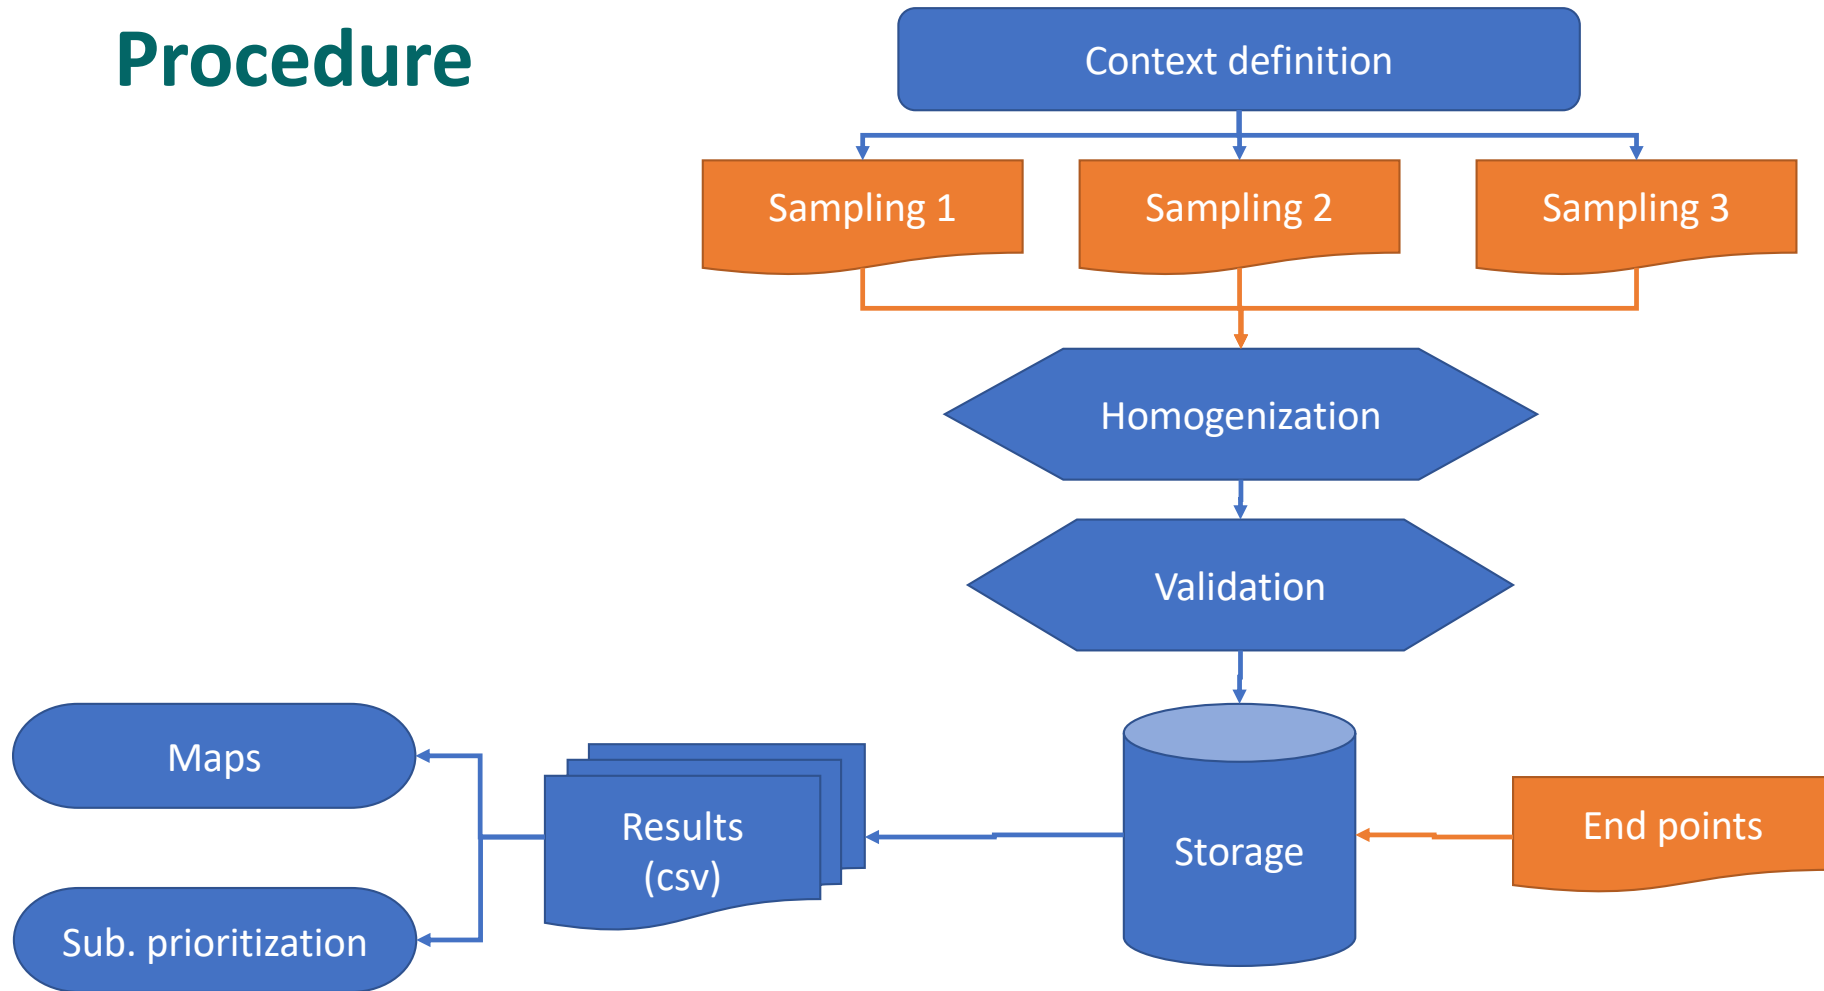 Procedure
Context definition
Sampling 1
Sampling 2
Sampling 3
Homogenization
Validation
Maps
Results
(csv)
Storage
End points
Sub. prioritization